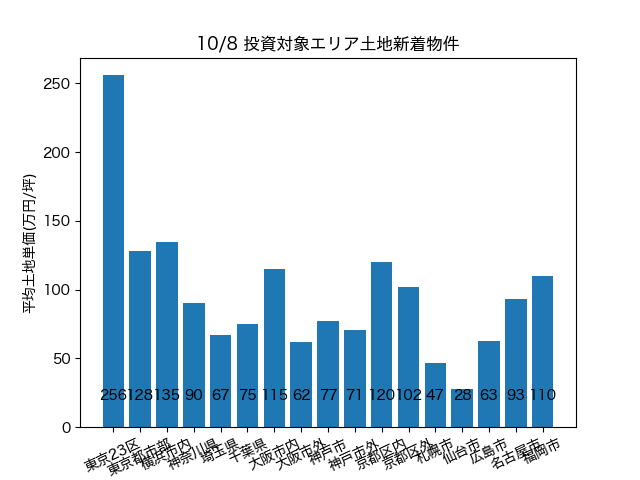 10/8 投資対象エリア土地新着物件
平均土地単価(万円/坪)
250
200
150
100
50
0
256 128 135 90 67 75 115 62 77 71 120 102 47 28 63 93 110
東京23区
東京都市部
横浜市内
神奈川県
埼玉県
千葉県
大阪市内
大阪市外
神戸市
神戸市外
京都区内
京都区外
札幌市
仙台市
広島市
名古屋市
福岡市